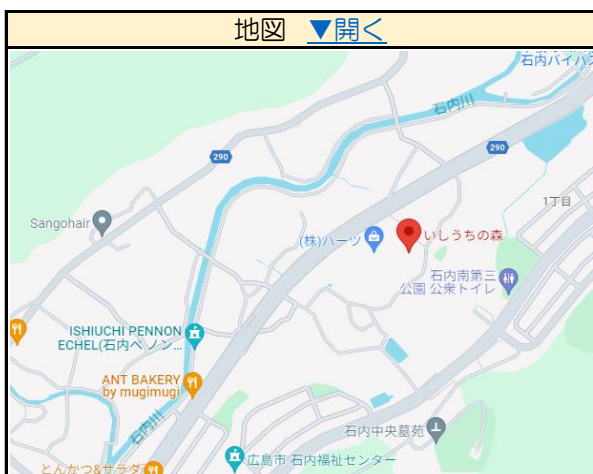 地図 ▼開く
石内バイパス
石内川
290
290
1丁目
Sangohair
(株)ハーツ
いしうちの森
石内南第三
公園 公衆トイレ
ISHIUCHI PENNON
ECHEL(石内ペノン...
ANT BAKERY
by mugimugi
石内川
石内中央墓苑
広島市 石内福祉センター
とんかつ&サラダ